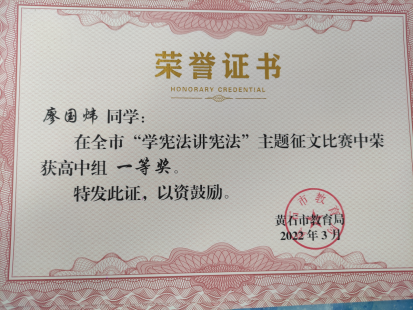 荣誉证书
HONORARY CREDENTIAL
廖国炜 同学:
在全市“学宪法讲宪法”主题征文比赛中荣
获高中组 一等奖。
特发此证,以资鼓励。
黄石市教育局
2022年3月